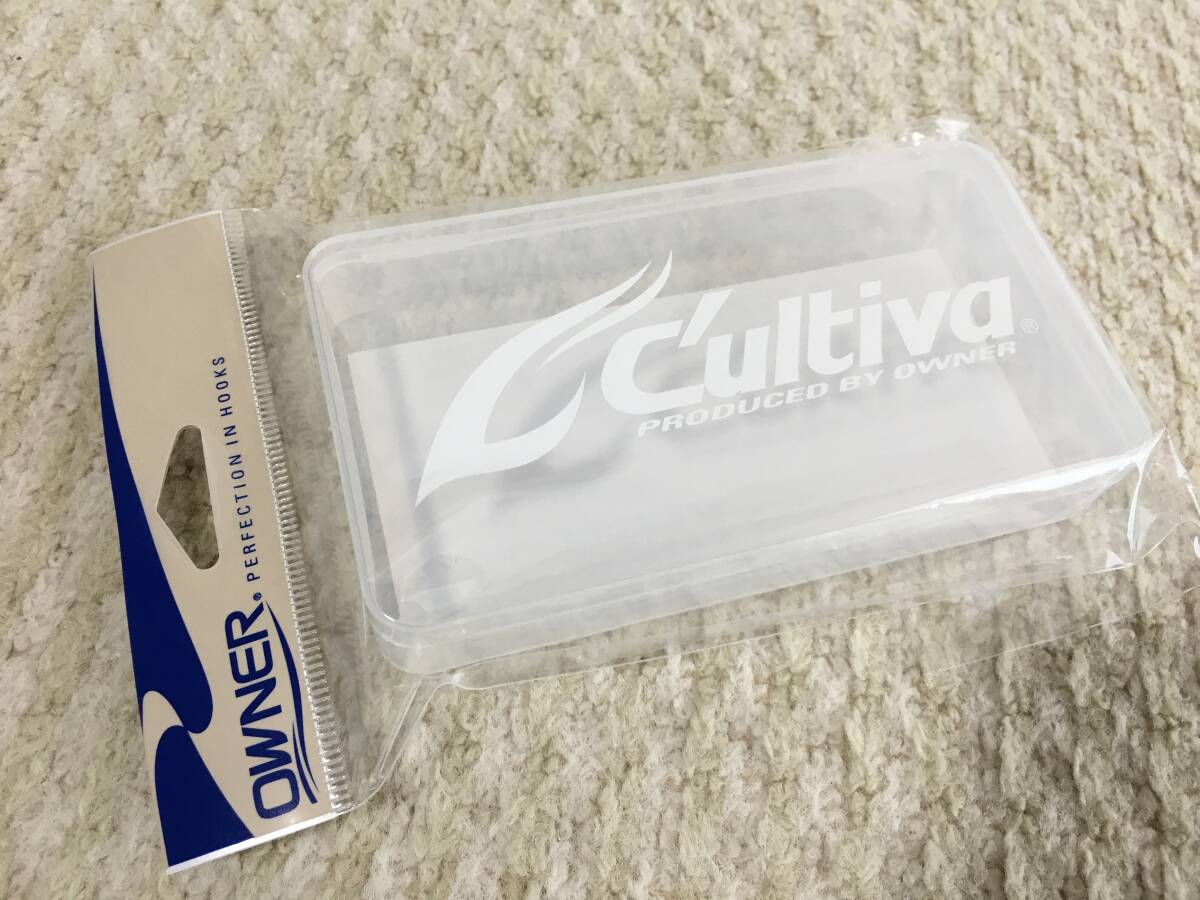 C'ultiva®
PRODUCED BY OWNER
OWNER® PERFECTION IN HOOKS